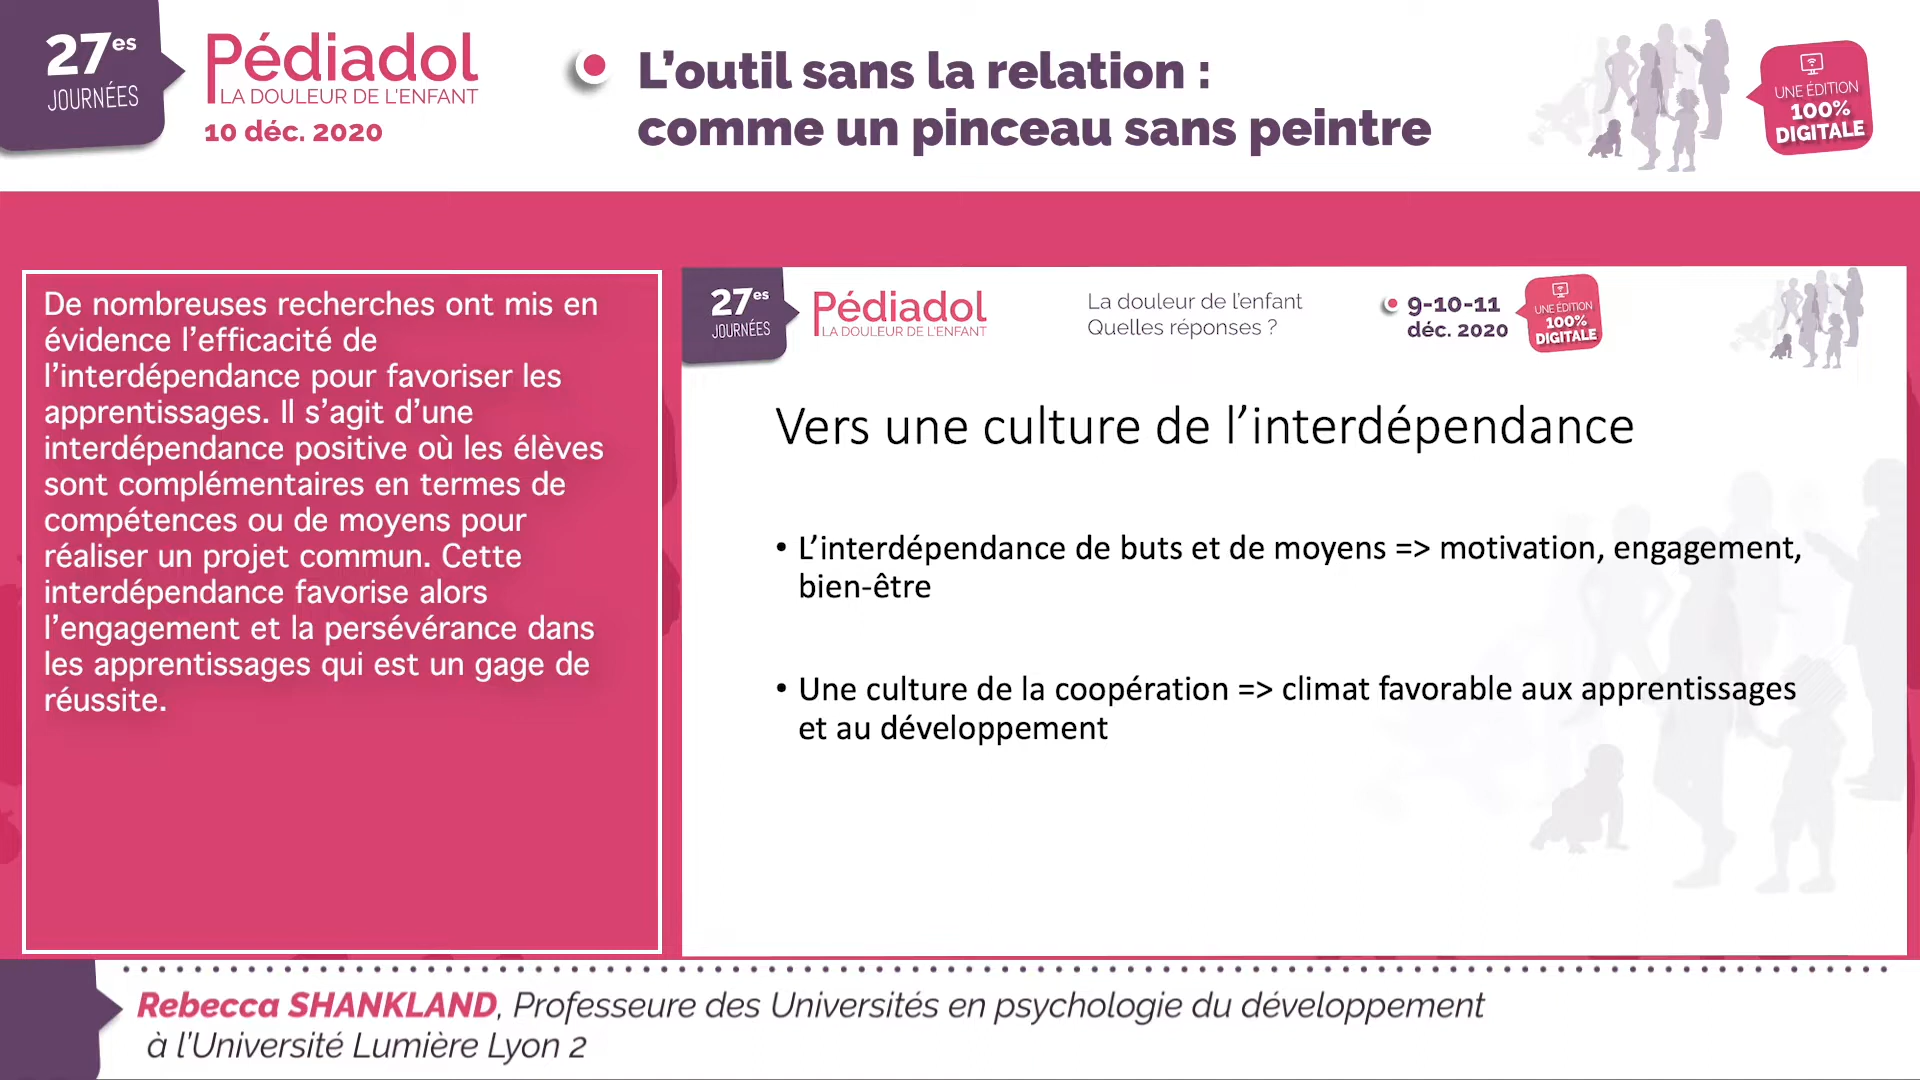 27es
JOURNÉES
Pédiadol
LA DOULEUR DE L'ENFANT
10 déc. 2020
L'outil sans la relation :
comme un pinceau sans peintre
UNE ÉDITION
100%
DIGITALE
De nombreuses recherches ont mis en
évidence l'efficacité de
l'interdépendance pour favoriser les
apprentissages. Il s'agit d'une
interdépendance positive où les élèves
sont complémentaires en termes de
compétences ou de moyens pour
réaliser un projet commun. Cette
interdépendance favorise alors
l'engagement et la persévérance dans
les apprentissages qui est un gage de
réussite.
27es
JOURNÉES
Pédiadol
LA DOULEUR DE L'ENFANT
La douleur de l'enfant
Quelles réponses ?
9-10-11
déc. 2020
UNE ÉDITION
100%
DIGITALE
Vers une culture de l'interdépendance
• L'interdépendance de buts et de moyens => motivation, engagement,
bien-être
• Une culture de la coopération => climat favorable aux apprentissages
et au développement
Rebecca SHANKLAND, Professeure des Universités en psychologie du développement
à l'Université Lumière Lyon 2